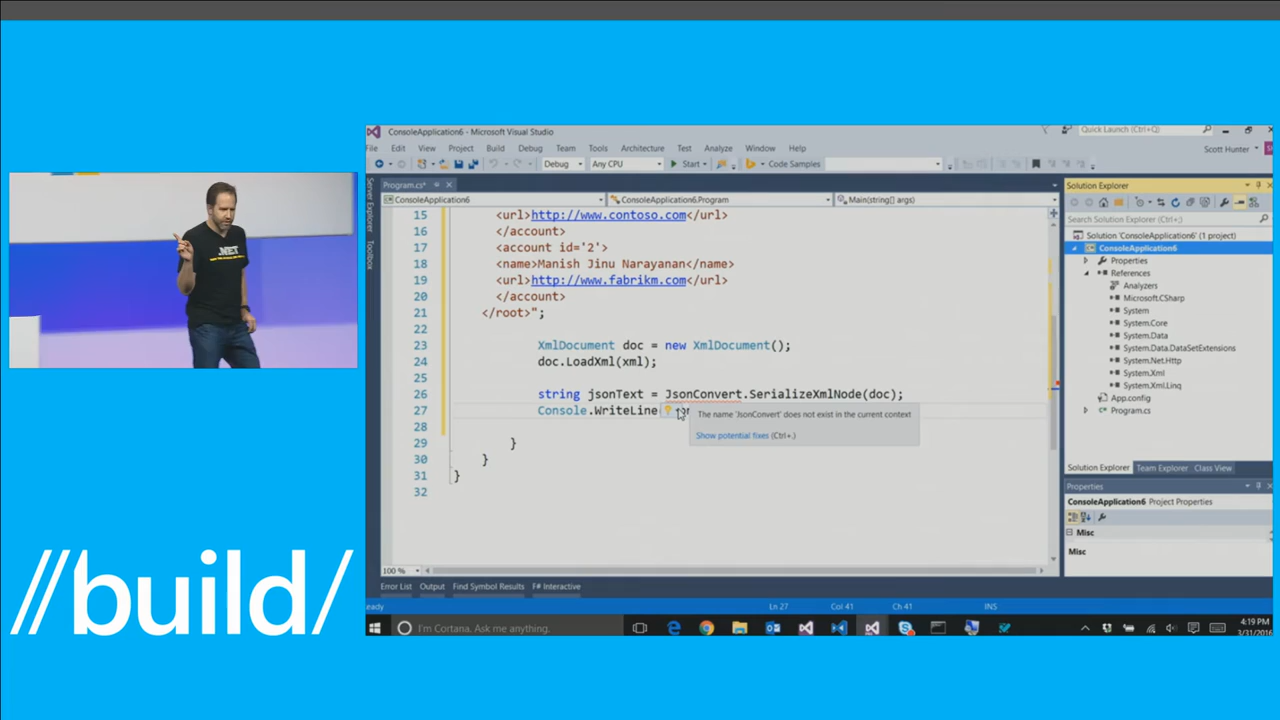 ConsoleApplication6 - Microsoft Visual Studio
Quick Launch (Ctrl+Q)
File Edit View Project Build Debug Team Tools Architecture Test Analyze Window Help
Scott Hunter
Debug Any CPU Start Code Samples
Server Explorer
Toolbox
Program.cs*
ConsoleApplication6 ConsoleApplication6.Program Main(string[] args)
15 <url>http://www.contoso.com</url>
16 </account>
17 <account id='2'>
18 <name>Manish Jinu Narayanan</name>
19 <url>http://www.fabrikm.com</url>
20 </account>
21 </root>";
22
23 XmlDocument doc = new XmlDocument();
24 doc.LoadXml(xml);
25
26 string jsonText = JsonConvert.SerializeXmlNode(doc);
27 Console.WriteLine
The name 'JsonConvert' does not exist in the current context
Show potential fixes (Ctrl+.)
28
29 }
30 }
31 }
32
100 %
Solution Explorer
Search Solution Explorer (Ctrl+;)
Solution 'ConsoleApplication6' (1 project)
ConsoleApplication6
Properties
References
Analyzers
Microsoft.CSharp
System
System.Core
System.Data
System.Data.DataSetExtensions
System.Net.Http
System.Xml
System.Xml.Linq
App.config
Program.cs
Solution Explorer Team Explorer Class View
Properties
ConsoleApplication6 Project Properties
Misc
Misc
Error List Output Find Symbol Results F# Interactive
eady Ln 27 Col 41 Ch 41 INS
I'm Cortana. Ask me anything.
4:19 PM
3/31/2016
.NET
//build/